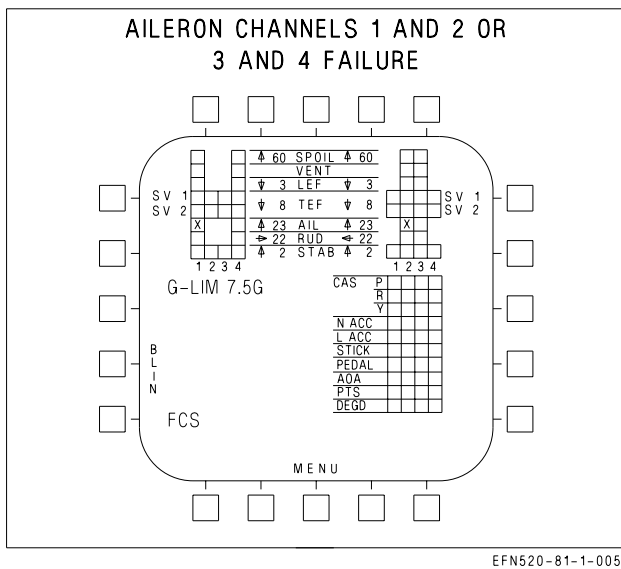 AILERON CHANNELS 1 AND 2 OR
3 AND 4 FAILURE
60 SPOIL 60
VENT
SV 1 3 LEF 3 SV 1
SV 2 8 TEF 8 SV 2
X 23 AIL 23 X
22 RUD 22
2 STAB 2
1 2 3 4 1 2 3 4
G-LIM 7.5G
CAS P
R
Y
N ACC
L ACC
STICK
PEDAL
AOA
PTS
DEGD
B
L
I
N
FCS
MENU
EFN520-81-1-005